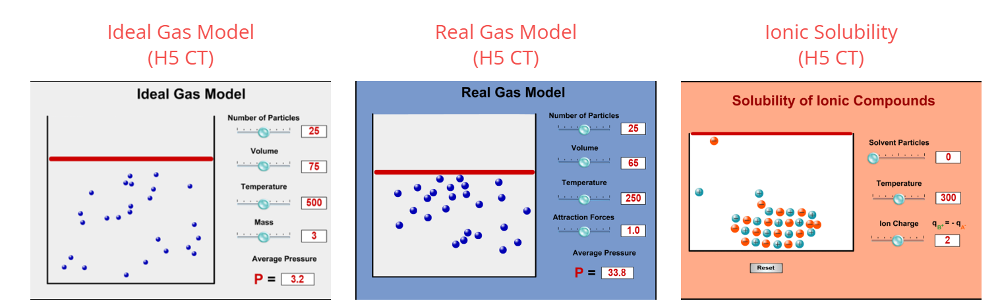 Ideal Gas Model
(H5 CT)
Ideal Gas Model
Number of Particles
25
Volume
75
Temperature
500
Mass
3
Average Pressure
P = 3.2
Real Gas Model
(H5 CT)
Real Gas Model
Number of Particles
25
Volume
65
Temperature
250
Attraction Forces
1.0
Average Pressure
P = 33.8
Ionic Solubility
(H5 CT)
Solubility of Ionic Compounds
Solvent Particles
0
Temperature
300
Ion Charge q_B+ = - q_A-
2
Reset